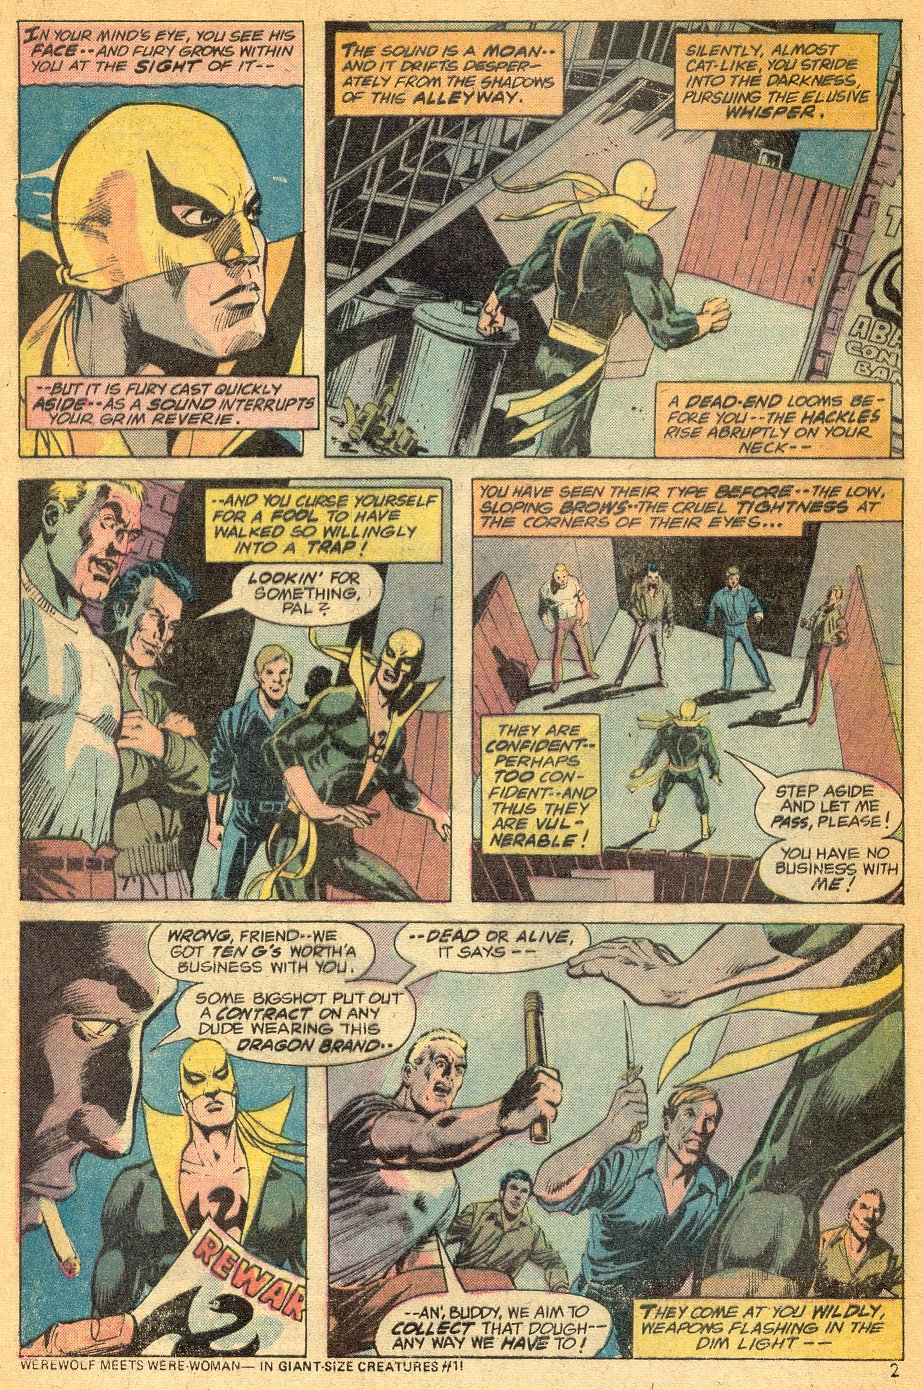 IN YOUR MIND'S EYE, YOU SEE HIS
FACE--AND FURY GROWS WITHIN
YOU AT THE SIGHT OF IT--
--BUT IT IS FURY CAST QUICKLY
ASIDE--AS A SOUND INTERRUPTS
YOUR GRIM REVERIE.
THE SOUND IS A MOAN--
AND IT DRIFTS DESPER-
ATELY FROM THE SHADOWS
OF THIS ALLEYWAY.
SILENTLY, ALMOST
CAT-LIKE, YOU STRIDE
INTO THE DARKNESS,
PURSUING THE ELUSIVE
WHISPER.
A DEAD-END LOOMS BE-
FORE YOU--THE HACKLES
RISE ABRUPTLY ON YOUR
NECK--
--AND YOU CURSE YOURSELF
FOR A FOOL TO HAVE
WALKED SO WILLINGLY
INTO A TRAP!
LOOKIN' FOR
SOMETHING,
PAL?
YOU HAVE SEEN THEIR TYPE BEFORE--THE LOW,
SLOPING BROWS--THE CRUEL TIGHTNESS AT
THE CORNERS OF THEIR EYES...
THEY ARE
CONFIDENT--
PERHAPS
TOO CON-
FIDENT--AND
THUS THEY
ARE VUL-
NERABLE!
STEP ASIDE
AND LET ME
PASS, PLEASE!
YOU HAVE NO
BUSINESS WITH
ME!
WRONG, FRIEND--WE
GOT TEN G'S WORTH'A
BUSINESS WITH YOU.
SOME BIGSHOT PUT OUT
A CONTRACT ON ANY
DUDE WEARING THIS
DRAGON BRAND--
REWAR
--DEAD OR ALIVE,
IT SAYS--
--AN', BUDDY, WE AIM TO
COLLECT THAT DOUGH--
ANY WAY WE HAVE TO!
THEY COME AT YOU WILDLY,
WEAPONS FLASHING IN THE
DIM LIGHT--
WEREWOLF MEETS WERE-WOMAN--IN GIANT-SIZE CREATURES #1!
2